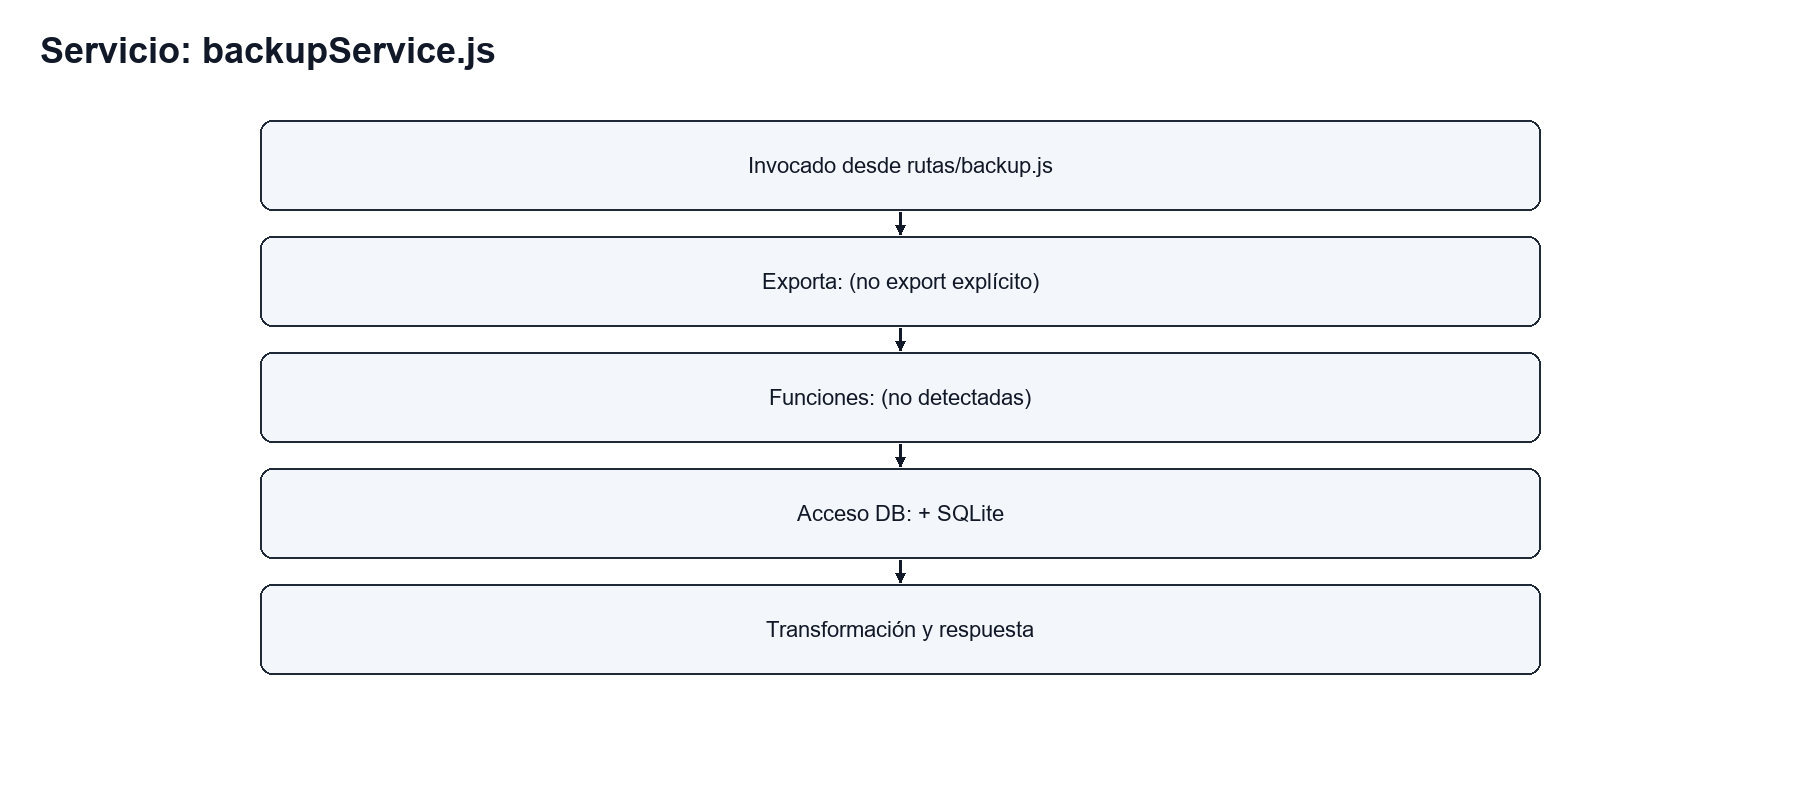 Servicio: backupService.js
Invocado desde rutas/backup.js
Exporta: (no export explícito)
Funciones: (no detectadas)
Acceso DB: + SQLite
Transformación y respuesta